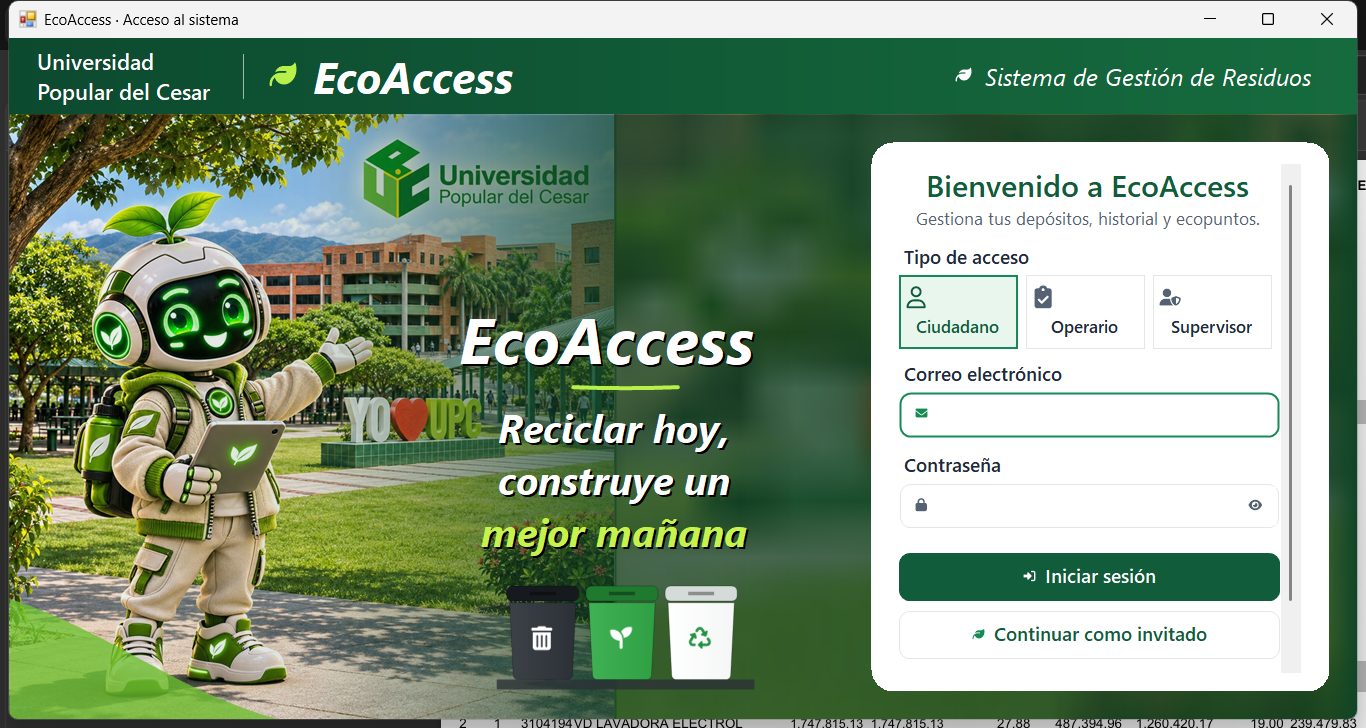 EcoAccess · Acceso al sistema
Universidad
Popular del Cesar
EcoAccess
Sistema de Gestión de Residuos
Universidad
Popular del Cesar
YO UPC
EcoAccess
Reciclar hoy,
construye un
mejor mañana
Bienvenido a EcoAccess
Gestiona tus depósitos, historial y ecopuntos.
Tipo de acceso
Ciudadano
Operario
Supervisor
Correo electrónico
Contraseña
Iniciar sesión
Continuar como invitado
E
2 1 3104194VD LAVADORA ELECTROL 1.747.815.13 1.747.815.13 27.88 487.394.96 1.260.420.17 19.00 239.479.83